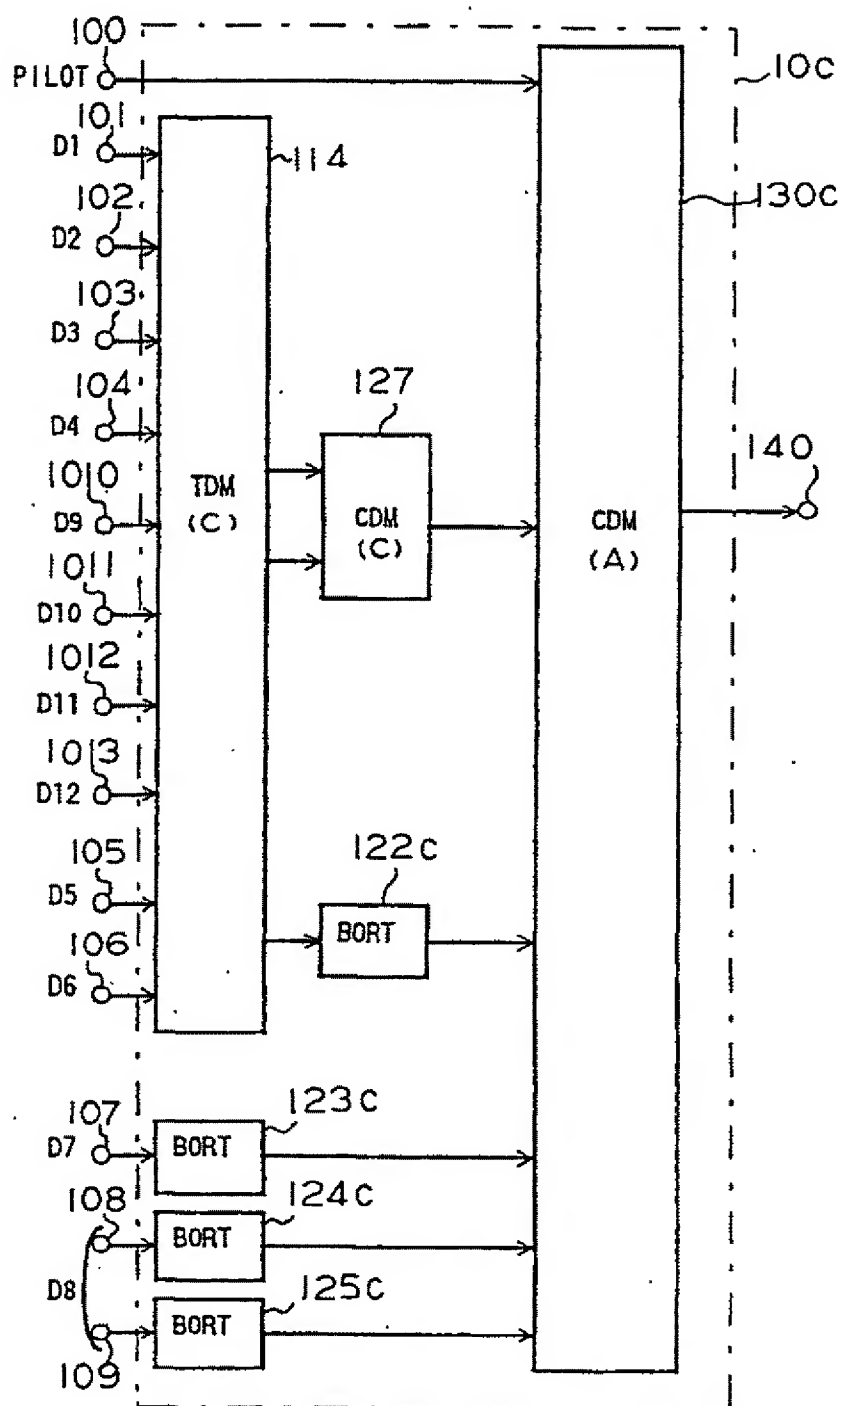 100
PILOT
10c
101
D1
114
102
D2
130c
103
D3
104
D4
127
1010
D9
TDM
(C)
CDM
(C)
CDM
(A)
140
1011
D10
1012
D11
1013
D12
105
D5
122c
BORT
106
D6
107
D7
BORT
123c
108
BORT
124c
D8
BORT
125c
109